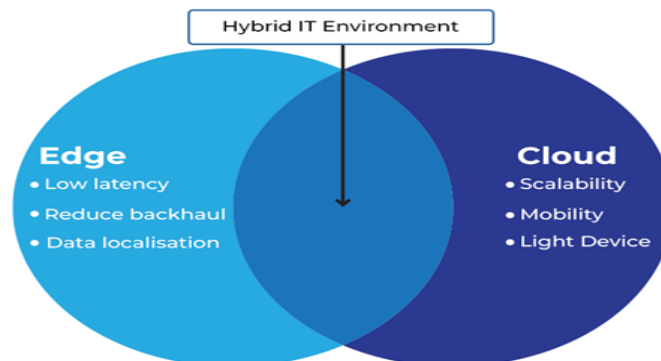 Hybrid IT Environment
Edge
• Low latency
• Reduce backhaul
• Data localisation
Cloud
• Scalability
• Mobility
• Light Device